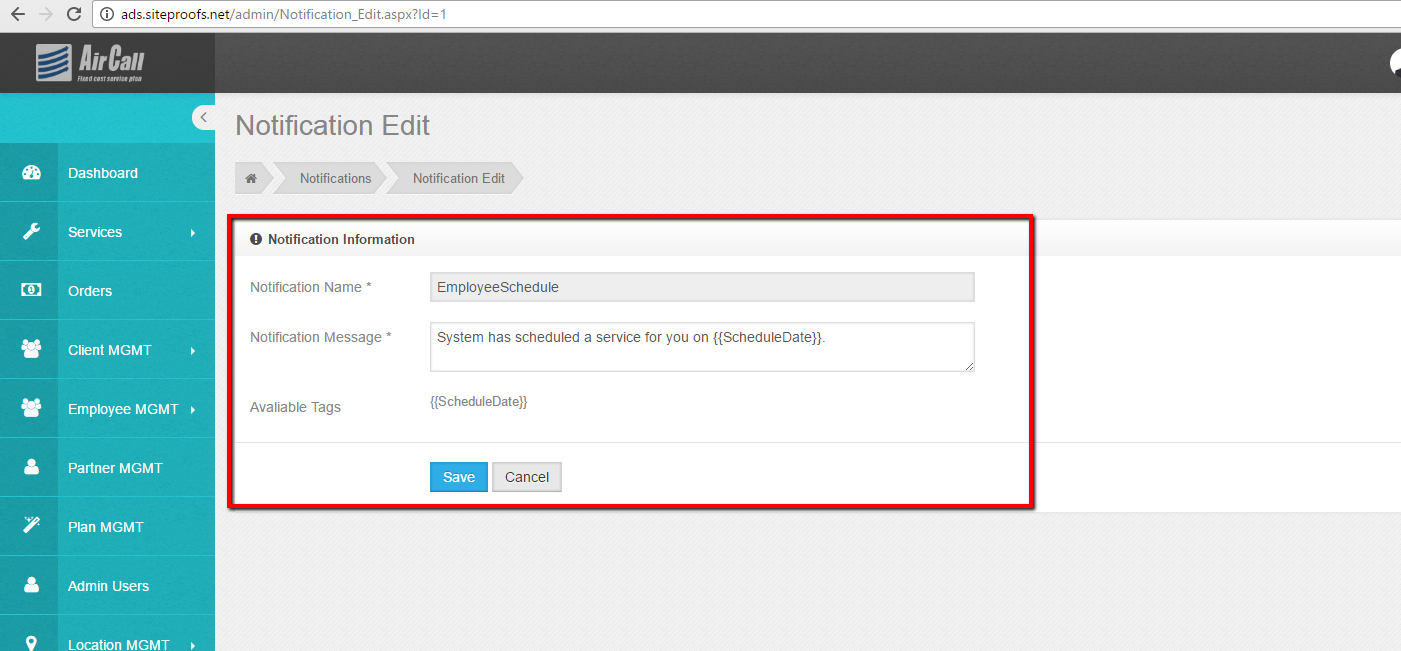 ads.siteproofs.net/admin/Notification_Edit.aspx?Id=1
AirCall
Fixed cost service plan
Notification Edit
Notifications
Notification Edit
Dashboard
Services
Orders
Client MGMT
Employee MGMT
Partner MGMT
Plan MGMT
Admin Users
Location MGMT
Notification Information
Notification Name *
EmployeeSchedule
Notification Message *
System has scheduled a service for you on {{ScheduleDate}}.
Avaliable Tags
{{ScheduleDate}}
Save
Cancel